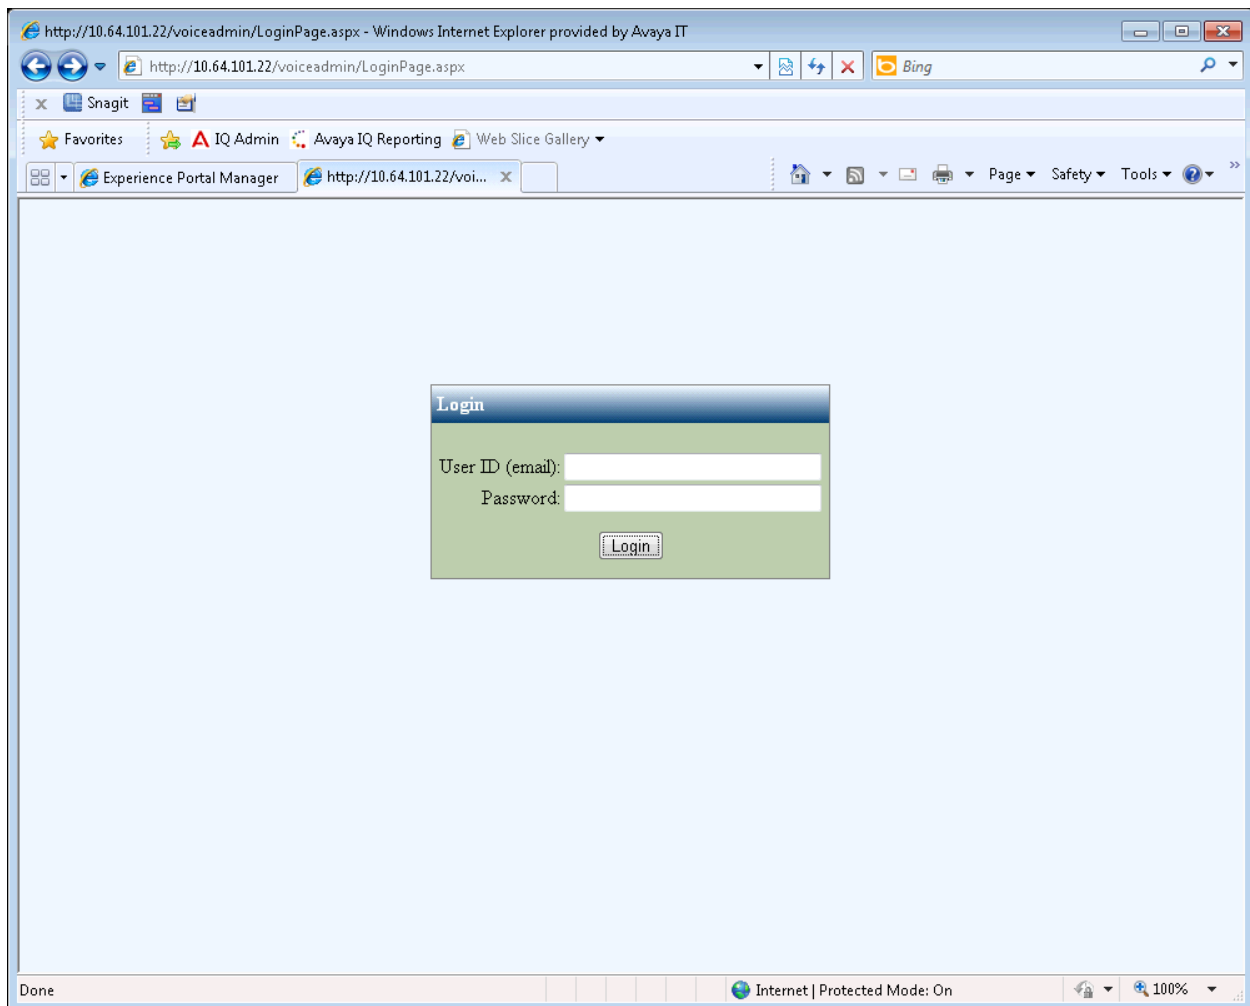 http://10.64.101.22/voiceadmin/LoginPage.aspx - Windows Internet Explorer provided by Avaya IT
http://10.64.101.22/voiceadmin/LoginPage.aspx
Bing
x Snagit
Favorites IQ Admin Avaya IQ Reporting Web Slice Gallery
Experience Portal Manager http://10.64.101.22/voi... x Page Safety Tools »
Login
User ID (email):
Password:
Login
Done Internet | Protected Mode: On 100%